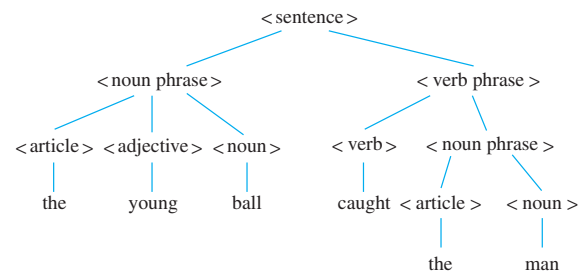 <sentence>
<noun phrase> <verb phrase>
<article> <adjective> <noun> <verb> <noun phrase>
the young ball caught <article> <noun>
the man